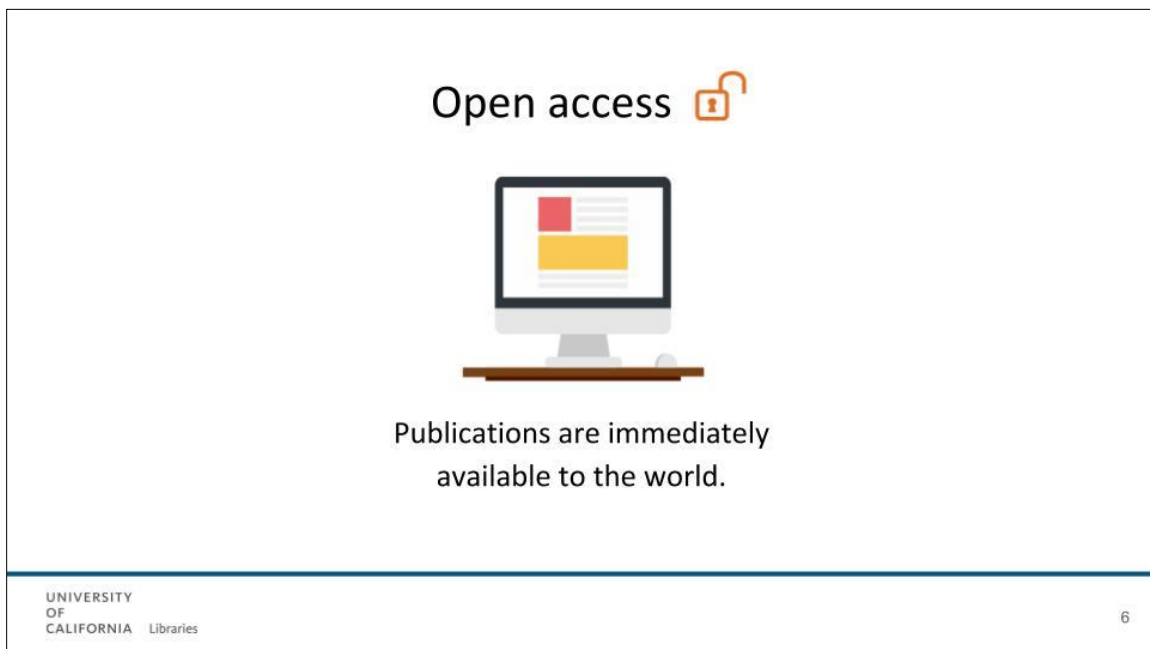 Open access
Publications are immediately
available to the world.
UNIVERSITY
OF
CALIFORNIA Libraries
6